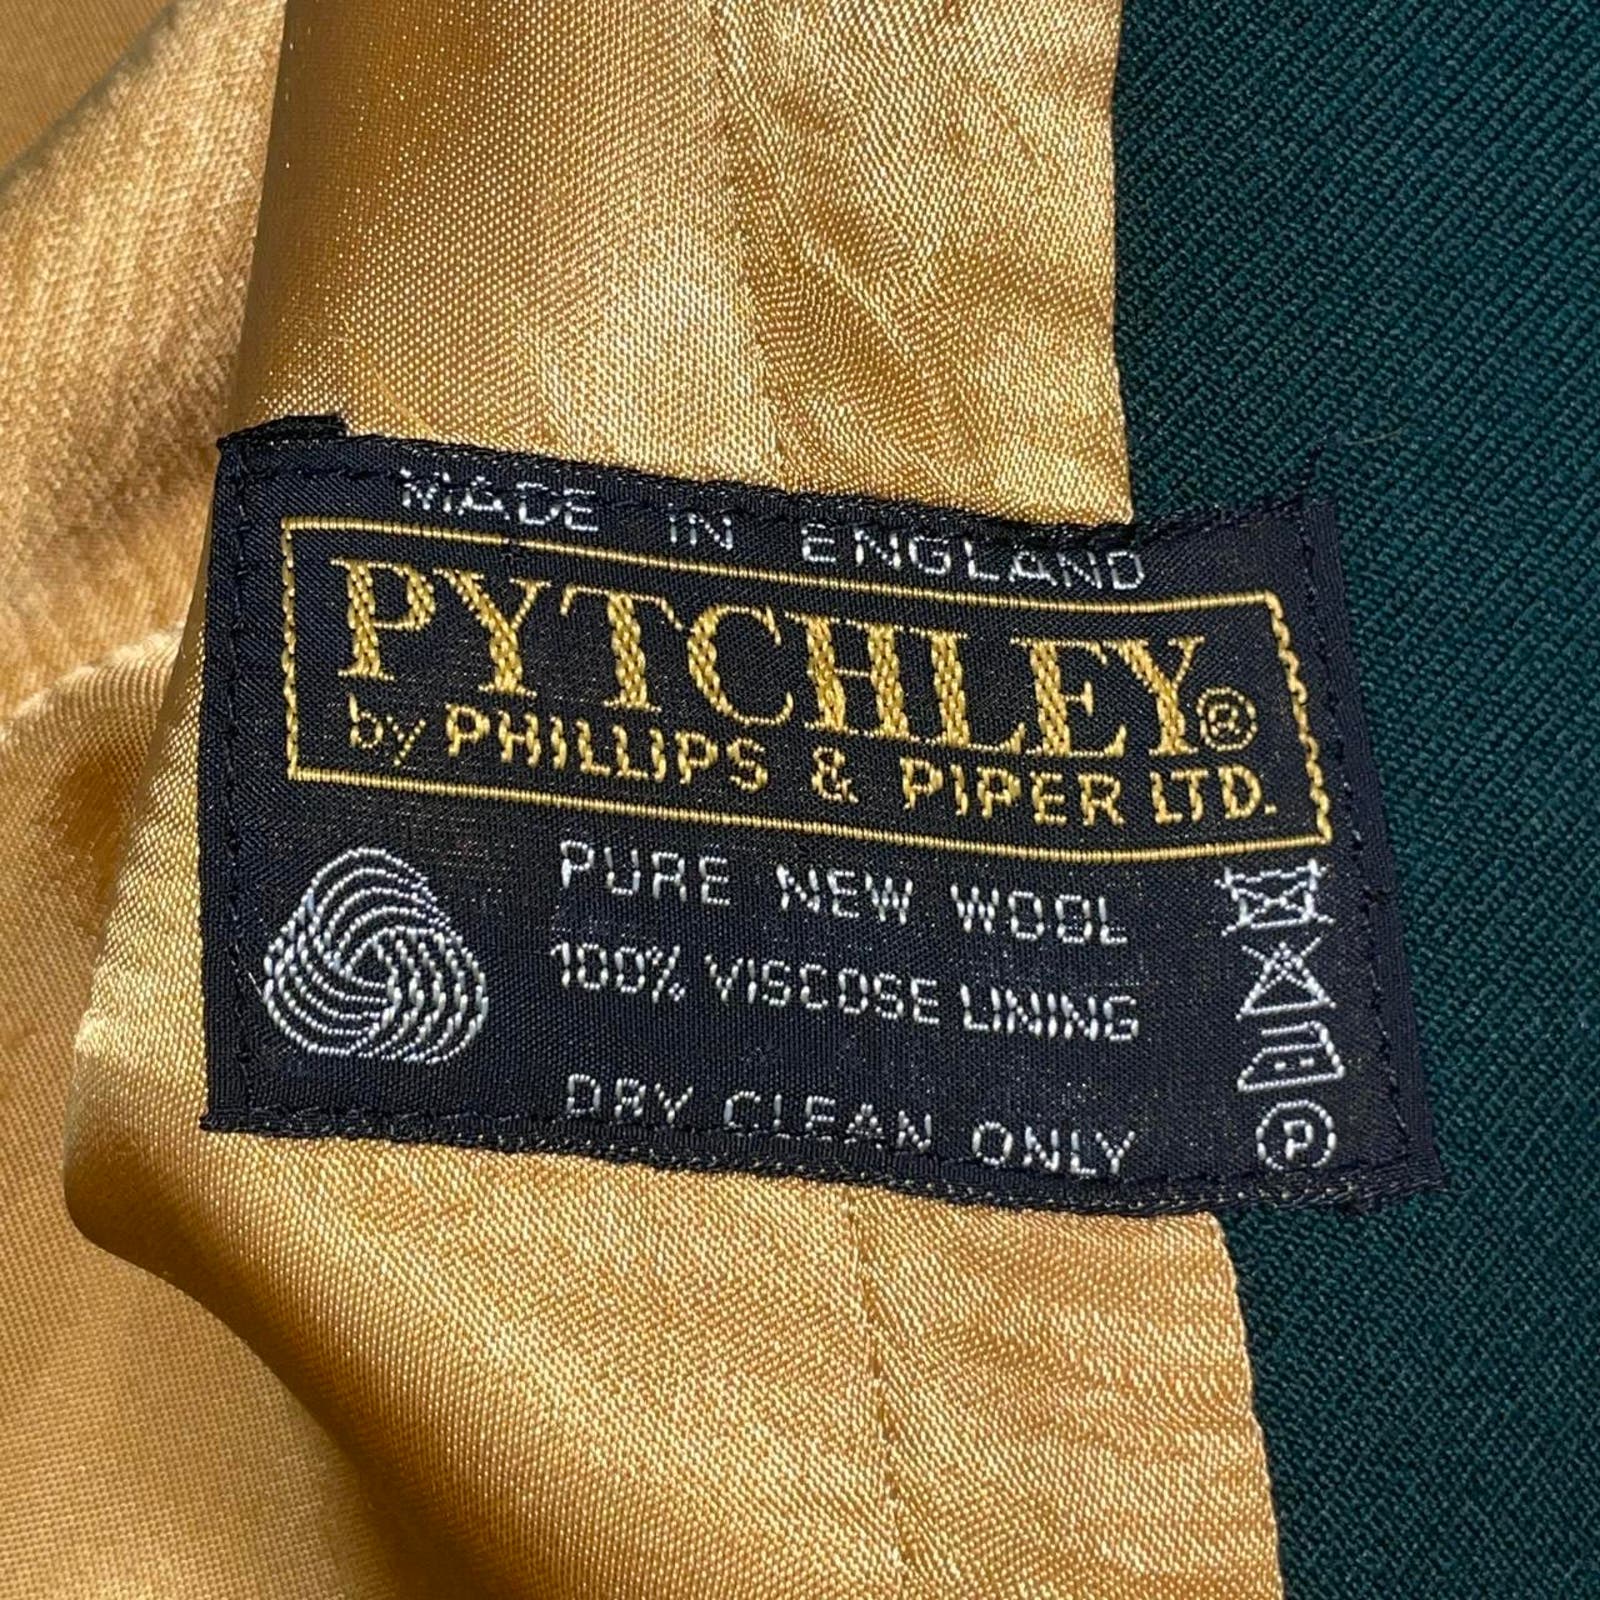 MADE IN ENGLAND
PYTCHLEY®
by PHILLIPS & PIPER LTD.
PURE NEW WOOL
100% VISCOSE LINING
DRY CLEAN ONLY
P